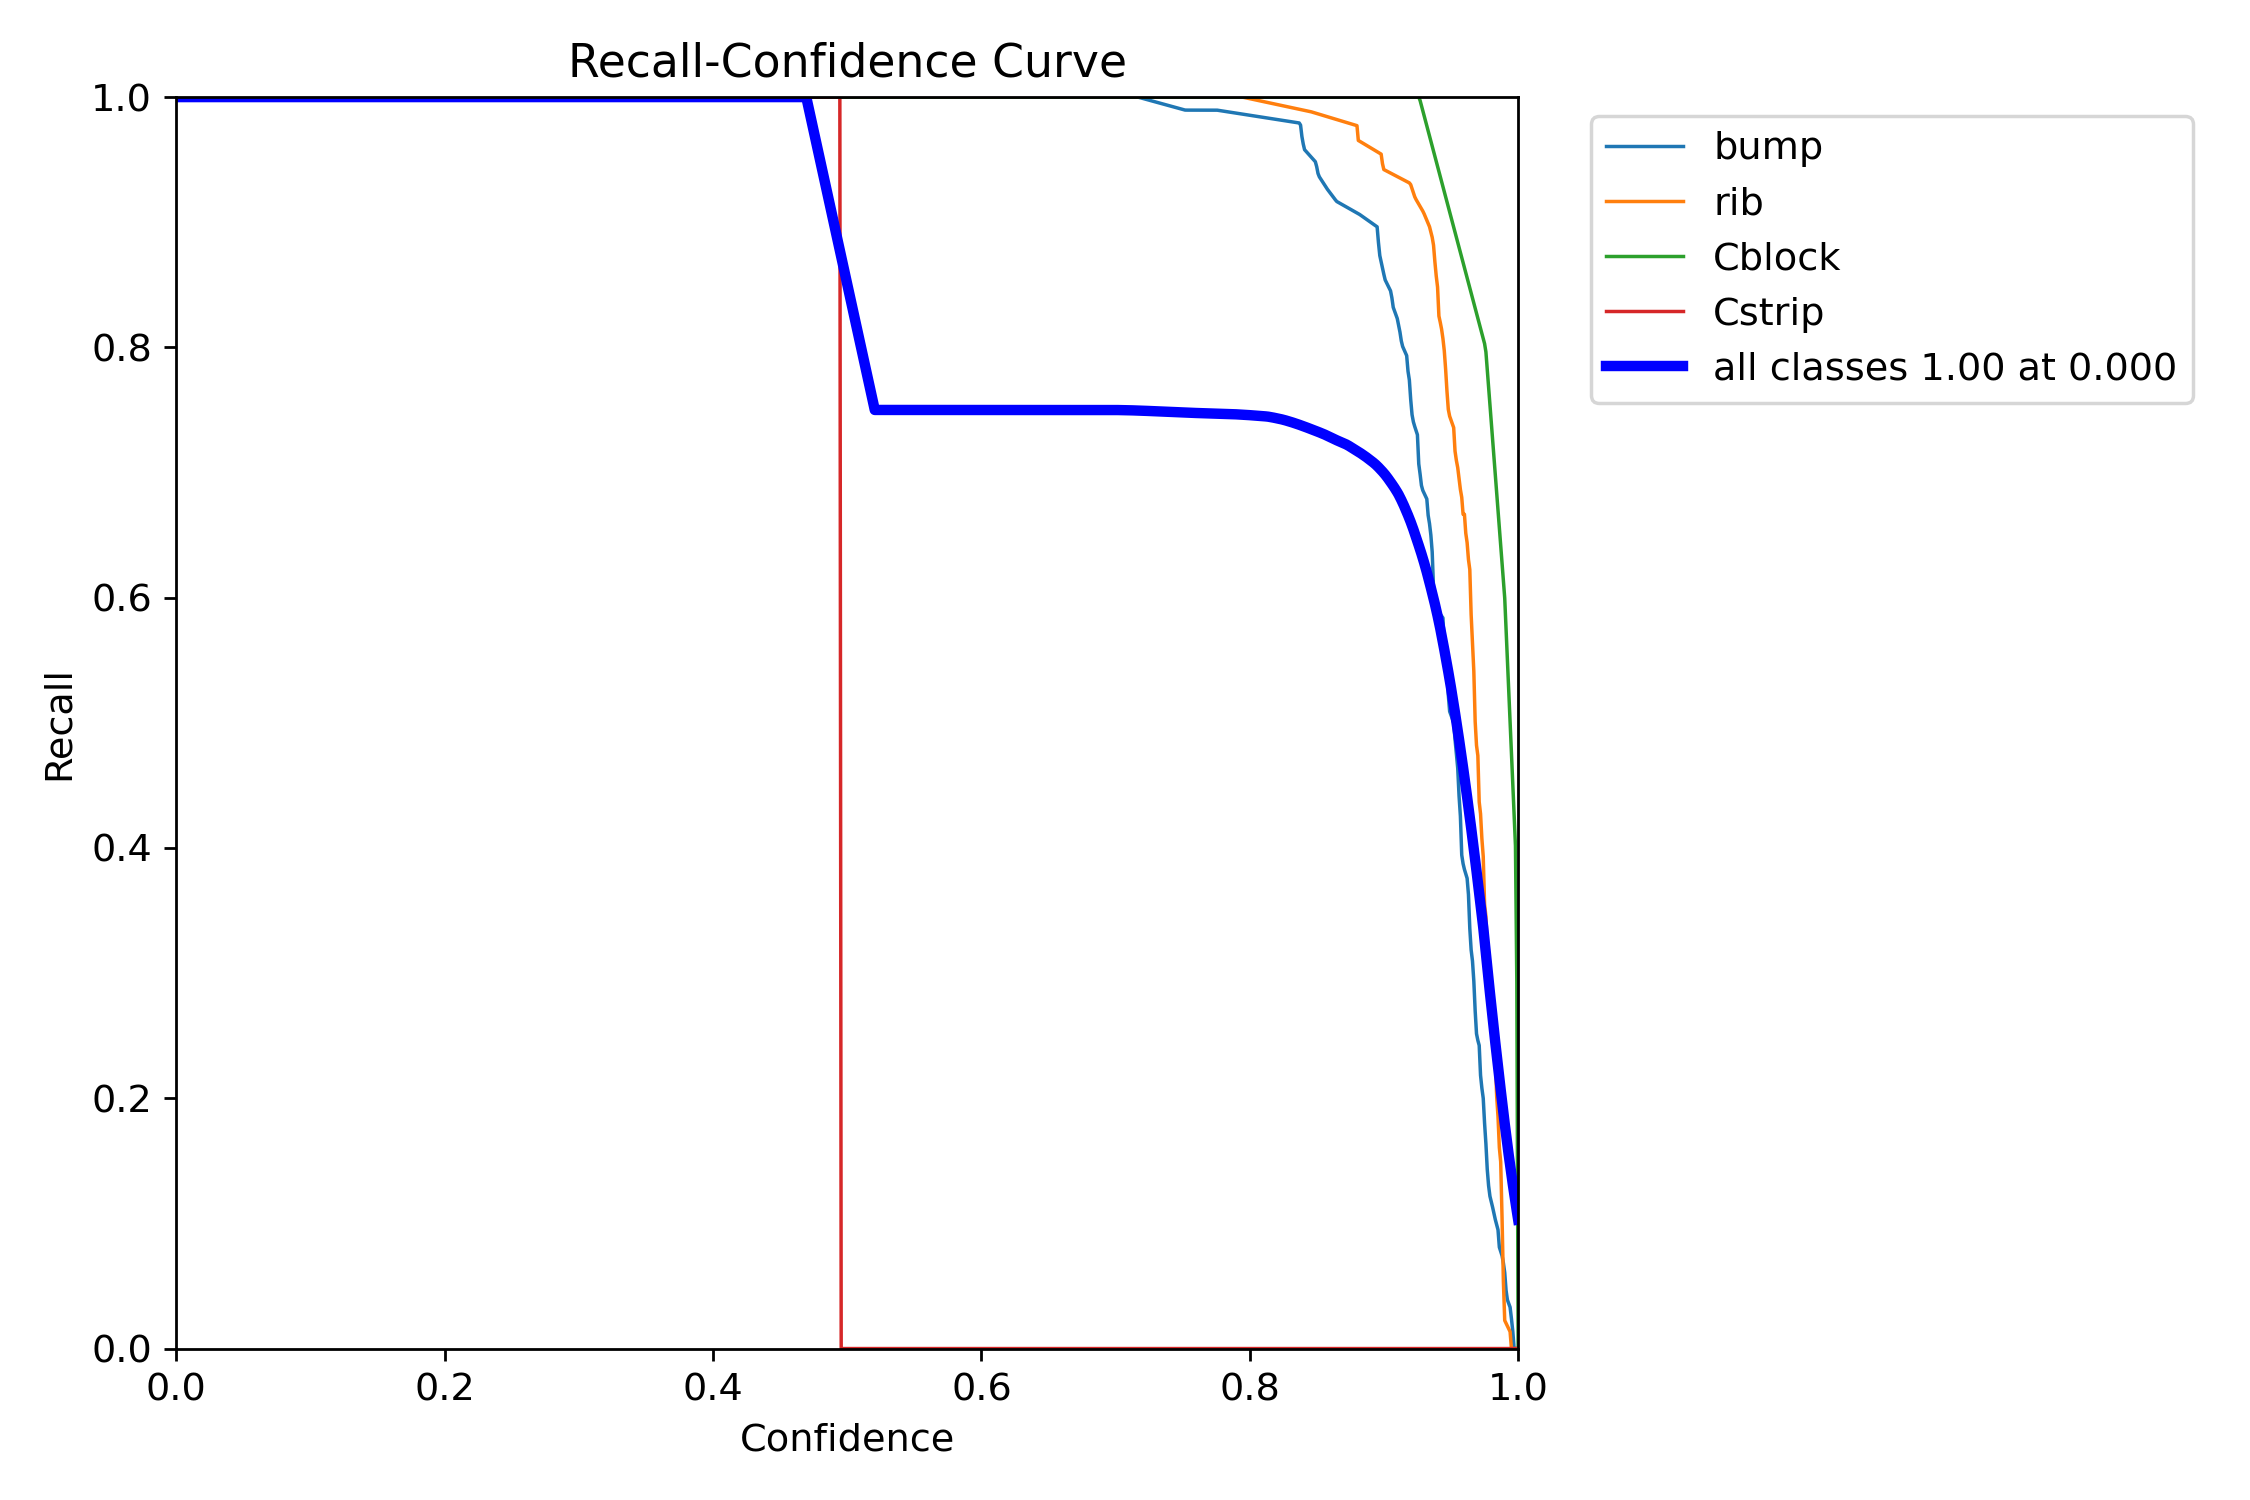 Recall-Confidence Curve
1.0
0.8
0.6
0.4
0.2
0.0
Recall
0.0 0.2 0.4 0.6 0.8 1.0
Confidence
bump
rib
Cblock
Cstrip
all classes 1.00 at 0.000